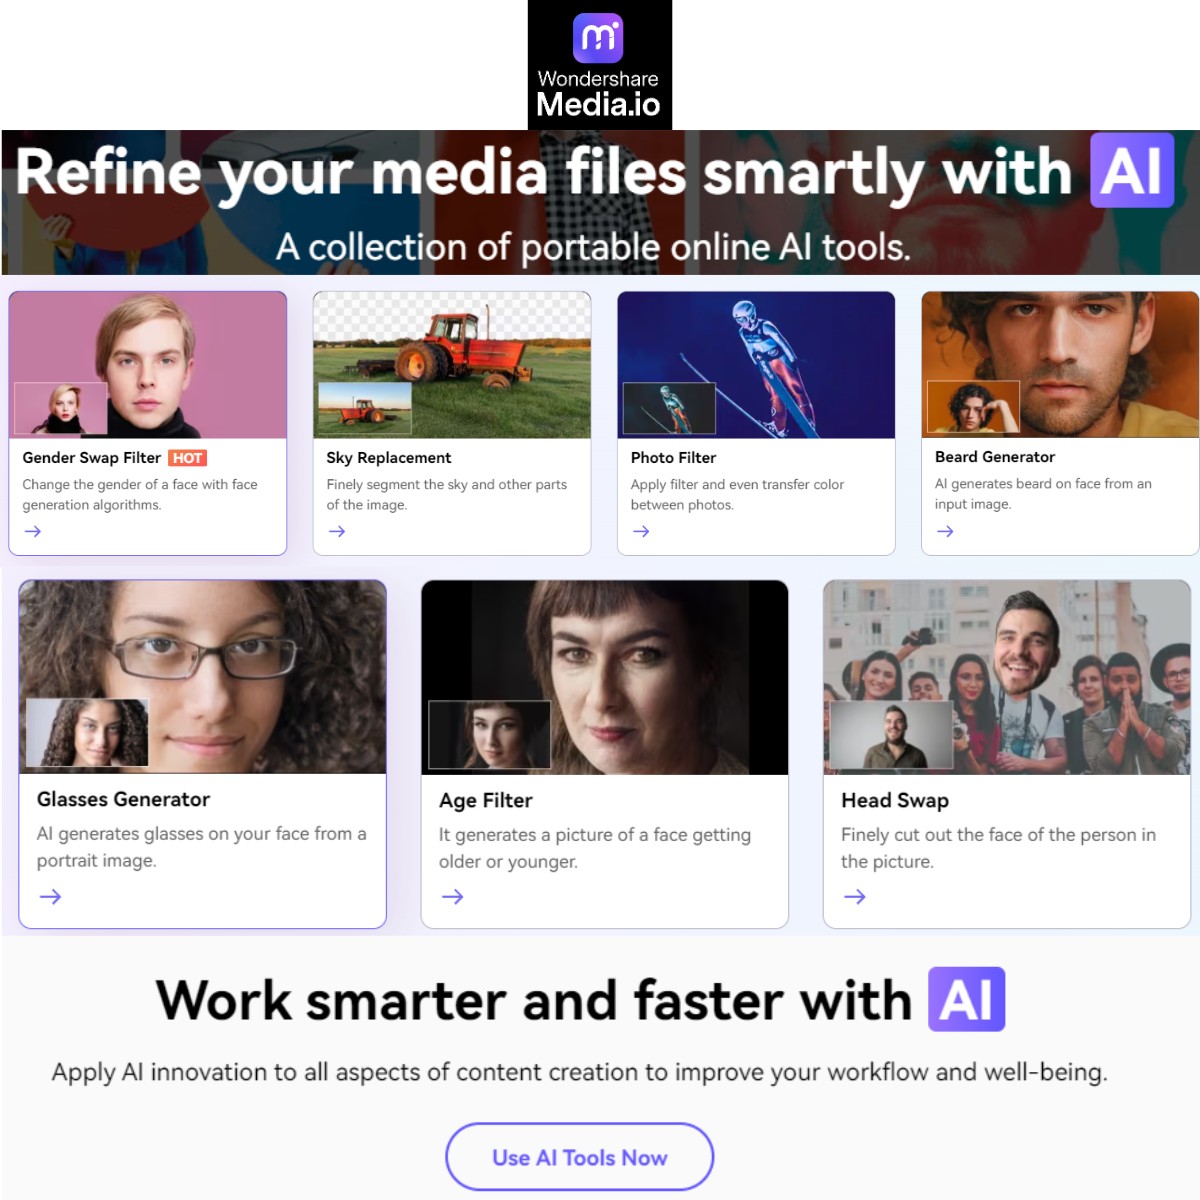 Wondershare
Media.io
Refine your media files smartly with AI
A collection of portable online AI tools.
Gender Swap Filter HOT
Change the gender of a face with face
generation algorithms.
Sky Replacement
Finely segment the sky and other parts
of the image.
Photo Filter
Apply filter and even transfer color
between photos.
Beard Generator
AI generates beard on face from an
input image.
Glasses Generator
AI generates glasses on your face from a
portrait image.
Age Filter
It generates a picture of a face getting
older or younger.
Head Swap
Finely cut out the face of the person in
the picture.
Work smarter and faster with AI
Apply AI innovation to all aspects of content creation to improve your workflow and well-being.
Use AI Tools Now